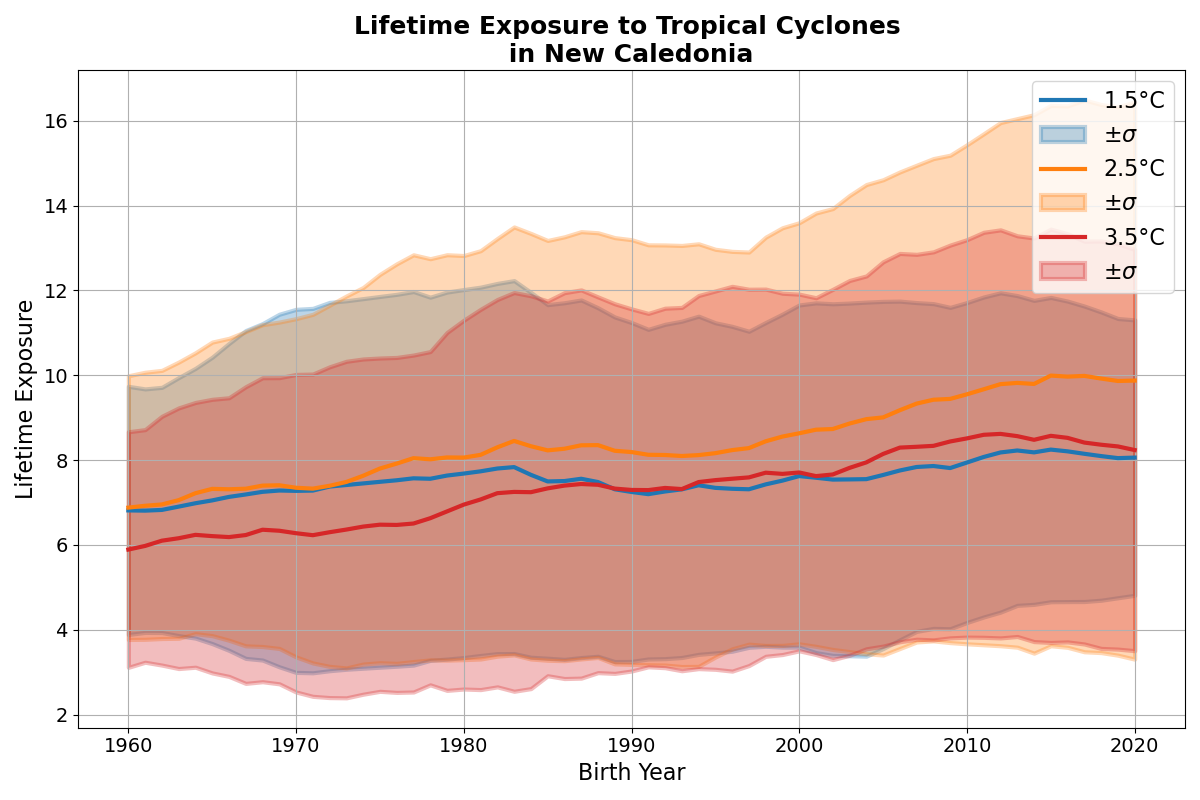 Lifetime Exposure to Tropical Cyclones
in New Caledonia
1.5°C
±σ
2.5°C
±σ
3.5°C
±σ
Lifetime Exposure
16
14
12
10
8
6
4
2
1960
1970
1980
1990
2000
2010
2020
Birth Year